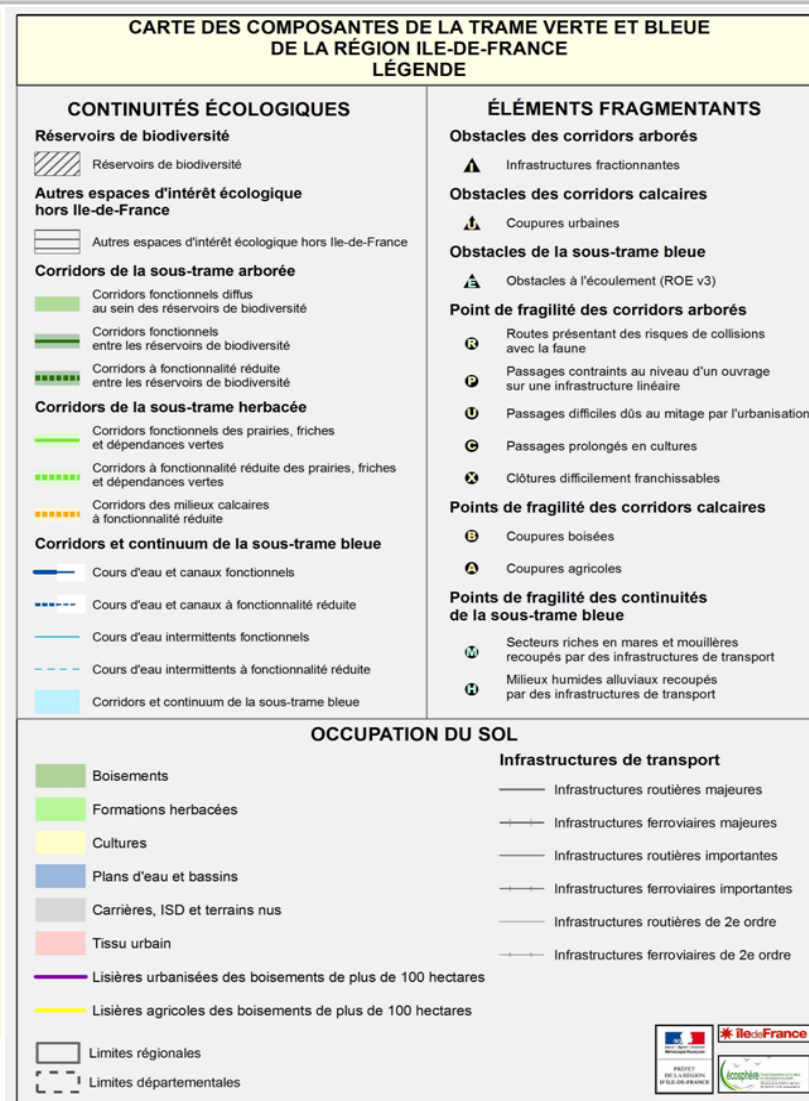 CARTE DES COMPOSANTES DE LA TRAME VERTE ET BLEUE
DE LA RÉGION ILE-DE-FRANCE
LÉGENDE
CONTINUITÉS ÉCOLOGIQUES
Réservoirs de biodiversité
Réservoirs de biodiversité
Autres espaces d'intérêt écologique
hors Ile-de-France
Autres espaces d'intérêt écologique hors Ile-de-France
Corridors de la sous-trame arborée
Corridors fonctionnels diffus
au sein des réservoirs de biodiversité
Corridors fonctionnels
entre les réservoirs de biodiversité
Corridors à fonctionnalité réduite
entre les réservoirs de biodiversité
Corridors de la sous-trame herbacée
Corridors fonctionnels des prairies, friches
et dépendances vertes
Corridors à fonctionnalité réduite des prairies, friches
et dépendances vertes
Corridors des milieux calcaires
à fonctionnalité réduite
Corridors et continuum de la sous-trame bleue
Cours d'eau et canaux fonctionnels
Cours d'eau et canaux à fonctionnalité réduite
Cours d'eau intermittents fonctionnels
Cours d'eau intermittents à fonctionnalité réduite
Corridors et continuum de la sous-trame bleue
ÉLÉMENTS FRAGMENTANTS
Obstacles des corridors arborés
I Infrastructures fractionnantes
Obstacles des corridors calcaires
U Coupures urbaines
Obstacles de la sous-trame bleue
E Obstacles à l'écoulement (ROE v3)
Point de fragilité des corridors arborés
R Routes présentant des risques de collisions
avec la faune
P Passages contraints au niveau d'un ouvrage
sur une infrastructure linéaire
U Passages difficiles dûs au mitage par l'urbanisation
C Passages prolongés en cultures
X Clôtures difficilement franchissables
Points de fragilité des corridors calcaires
B Coupures boisées
A Coupures agricoles
Points de fragilité des continuités
de la sous-trame bleue
M Secteurs riches en mares et mouillères
recoupés par des infrastructures de transport
H Milieux humides alluviaux recoupés
par des infrastructures de transport
OCCUPATION DU SOL
Boisements
Formations herbacées
Cultures
Plans d'eau et bassins
Carrières, ISD et terrains nus
Tissu urbain
Lisières urbanisées des boisements de plus de 100 hectares
Lisières agricoles des boisements de plus de 100 hectares
Limites régionales
Limites départementales
Infrastructures de transport
Infrastructures routières majeures
Infrastructures ferroviaires majeures
Infrastructures routières importantes
Infrastructures ferroviaires importantes
Infrastructures routières de 2e ordre
Infrastructures ferroviaires de 2e ordre
PRÉFET
DE LA RÉGION
D'ILE-DE-FRANCE
îledeFrance
écosphère